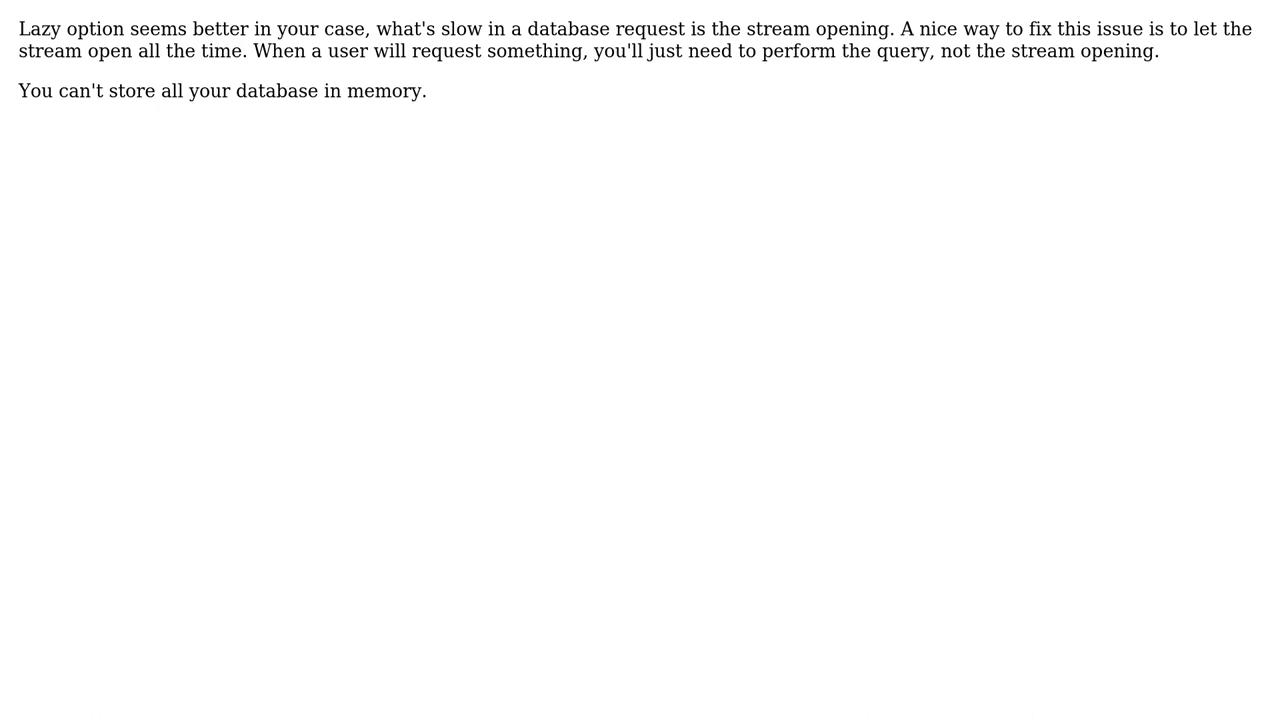 Lazy option seems better in your case, what's slow in a database request is the stream opening. A nice way to fix this issue is to let the
stream open all the time. When a user will request something, you'll just need to perform the query, not the stream opening.
You can't store all your database in memory.